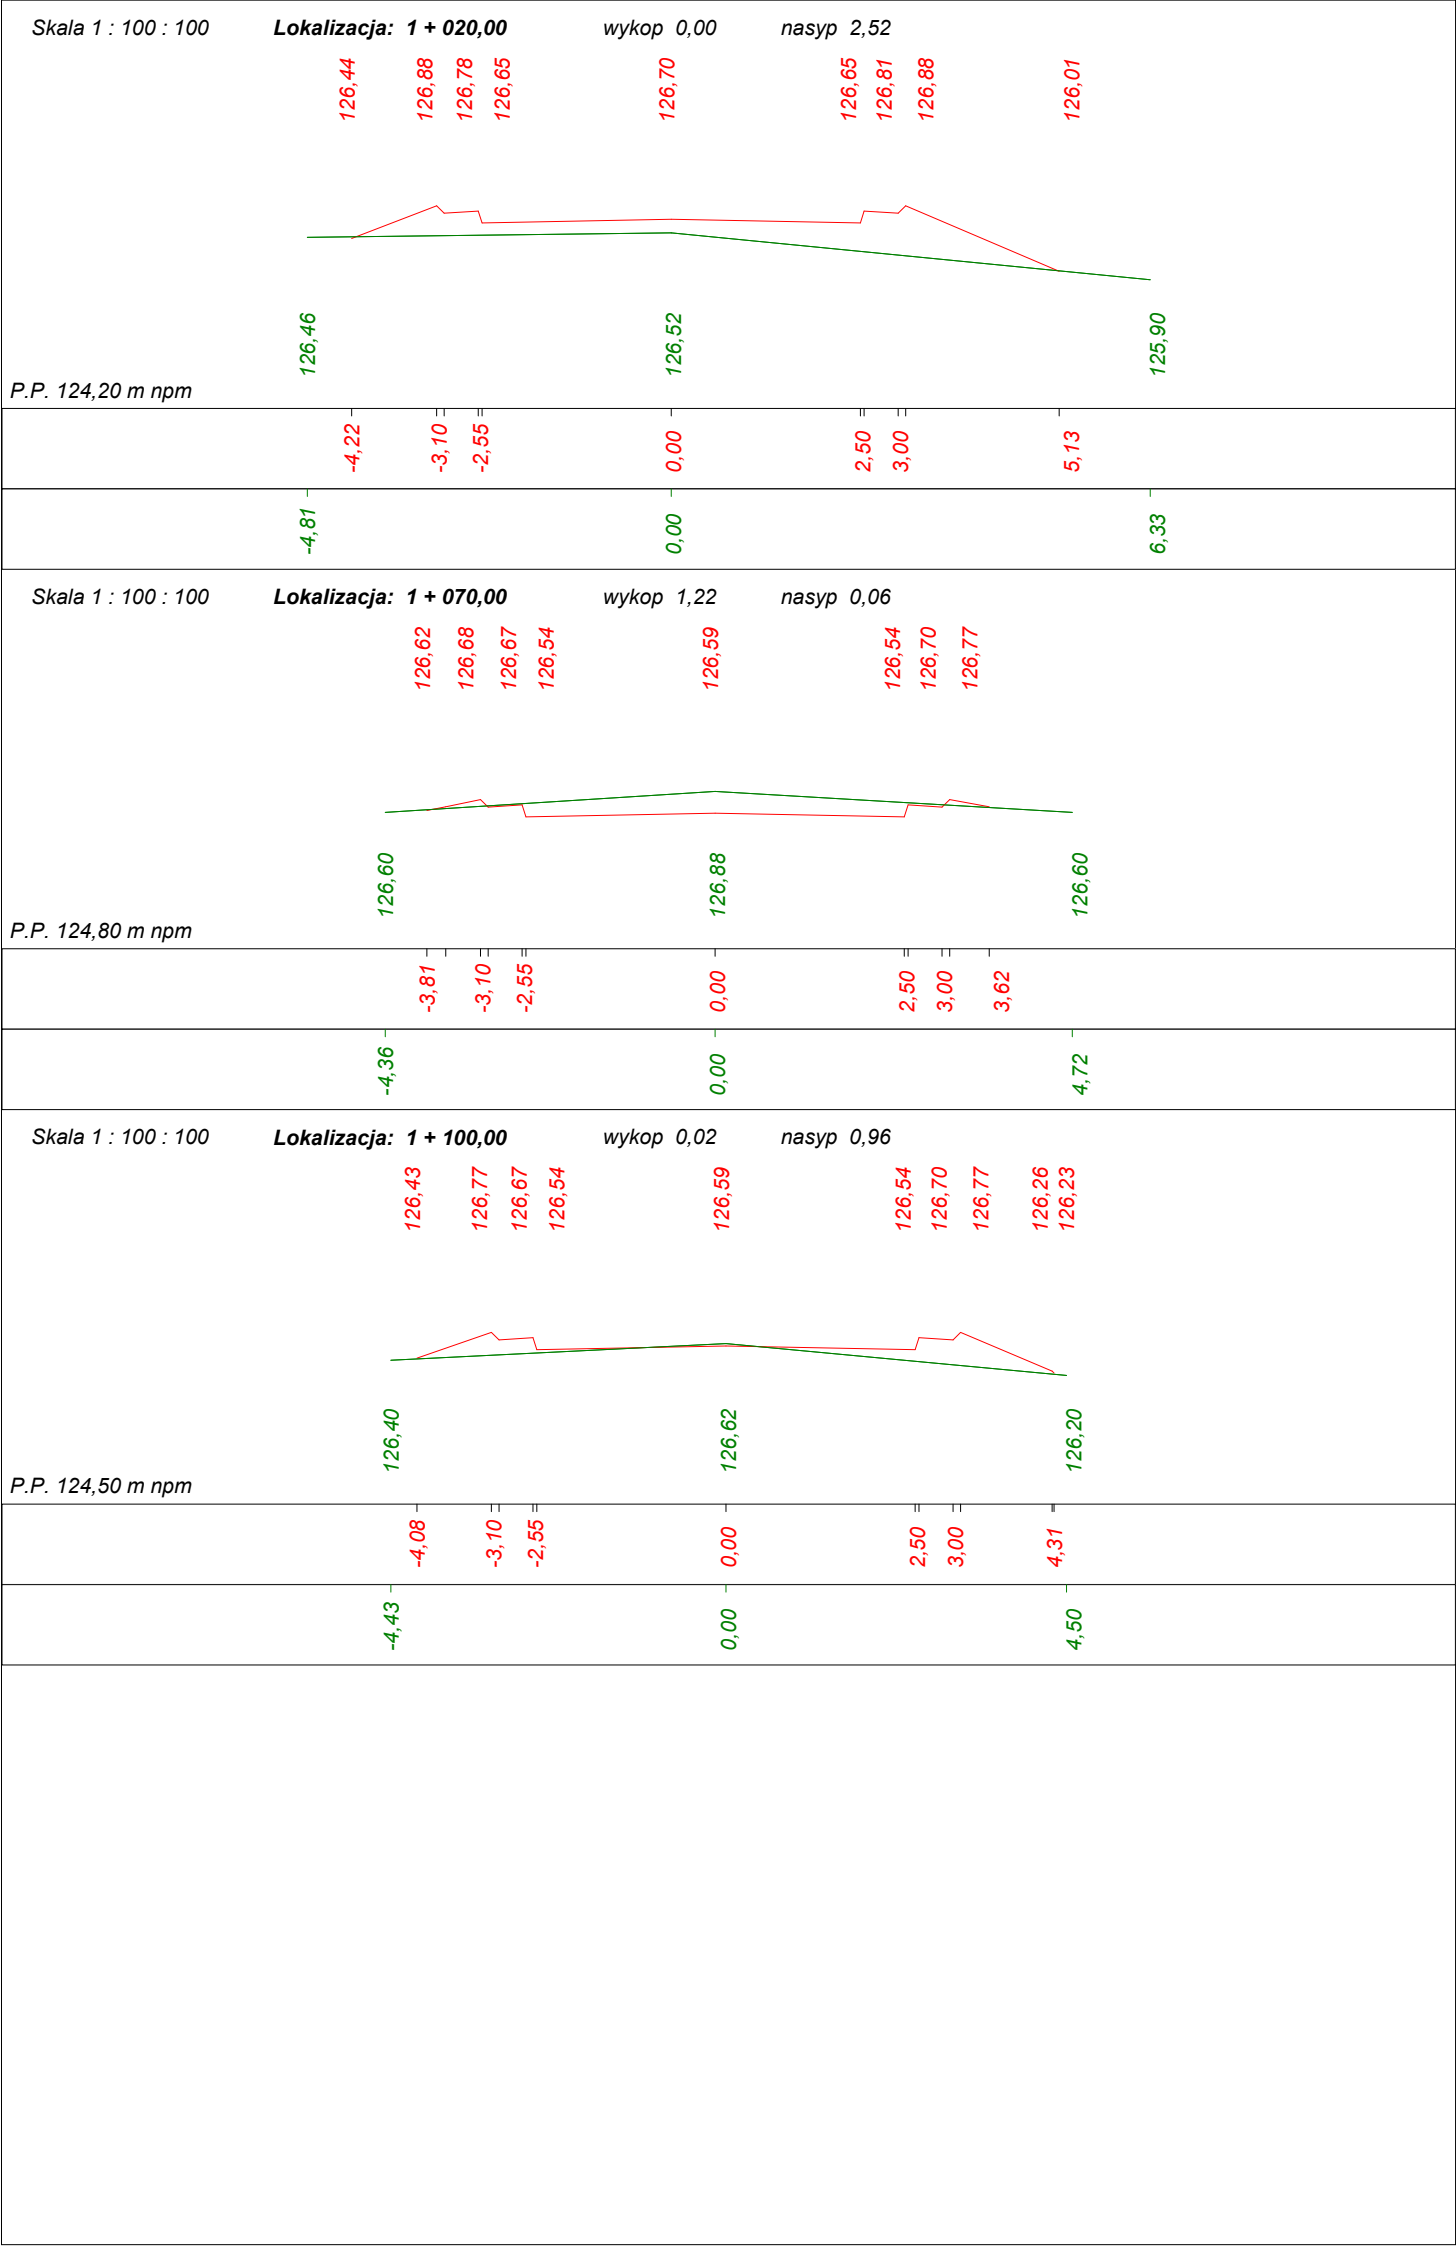 Skala 1 : 100 : 100 Lokalizacja: 1 + 020,00 wykop 0,00 nasyp 2,52
126,44 126,88 126,78 126,65 126,70 126,65 126,81 126,88 126,01
126,46 126,52 125,90
P.P. 124,20 m npm
-4,22 -3,10 -2,55 0,00 2,50 3,00 5,13
-4,81 0,00 6,33
Skala 1 : 100 : 100 Lokalizacja: 1 + 070,00 wykop 1,22 nasyp 0,06
126,62 126,68 126,67 126,54 126,59 126,54 126,70 126,77
126,60 126,88 126,60
P.P. 124,80 m npm
-3,81 -3,10 -2,55 0,00 2,50 3,00 3,62
-4,36 0,00 4,72
Skala 1 : 100 : 100 Lokalizacja: 1 + 100,00 wykop 0,02 nasyp 0,96
126,43 126,77 126,67 126,54 126,59 126,54 126,70 126,77 126,26 126,23
126,40 126,62 126,20
P.P. 124,50 m npm
-4,08 -3,10 -2,55 0,00 2,50 3,00 4,31
-4,43 0,00 4,50